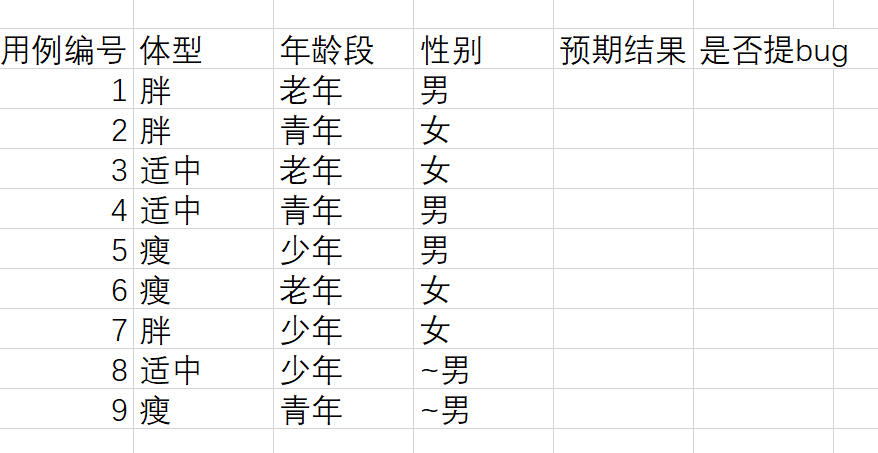 用例编号 体型 年龄段 性别 预期结果 是否提bug
1 胖 老年 男
2 胖 青年 女
3 适中 老年 女
4 适中 青年 男
5 瘦 少年 男
6 瘦 老年 女
7 胖 少年 女
8 适中 少年 ~男
9 瘦 青年 ~男